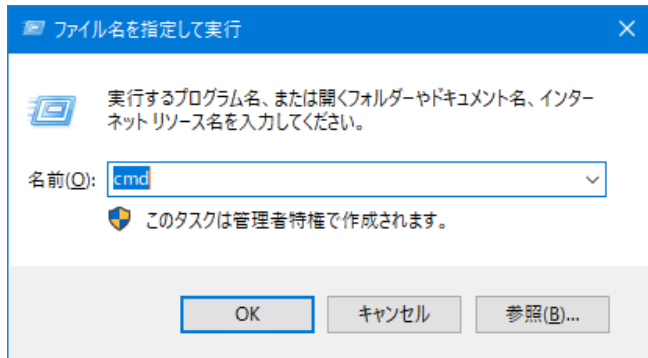 ファイル名を指定して実行
実行するプログラム名、または開くフォルダーやドキュメント名、インター
ネット リソース名を入力してください。
名前(O): cmd
このタスクは管理者特権で作成されます。
OK キャンセル 参照(B)...